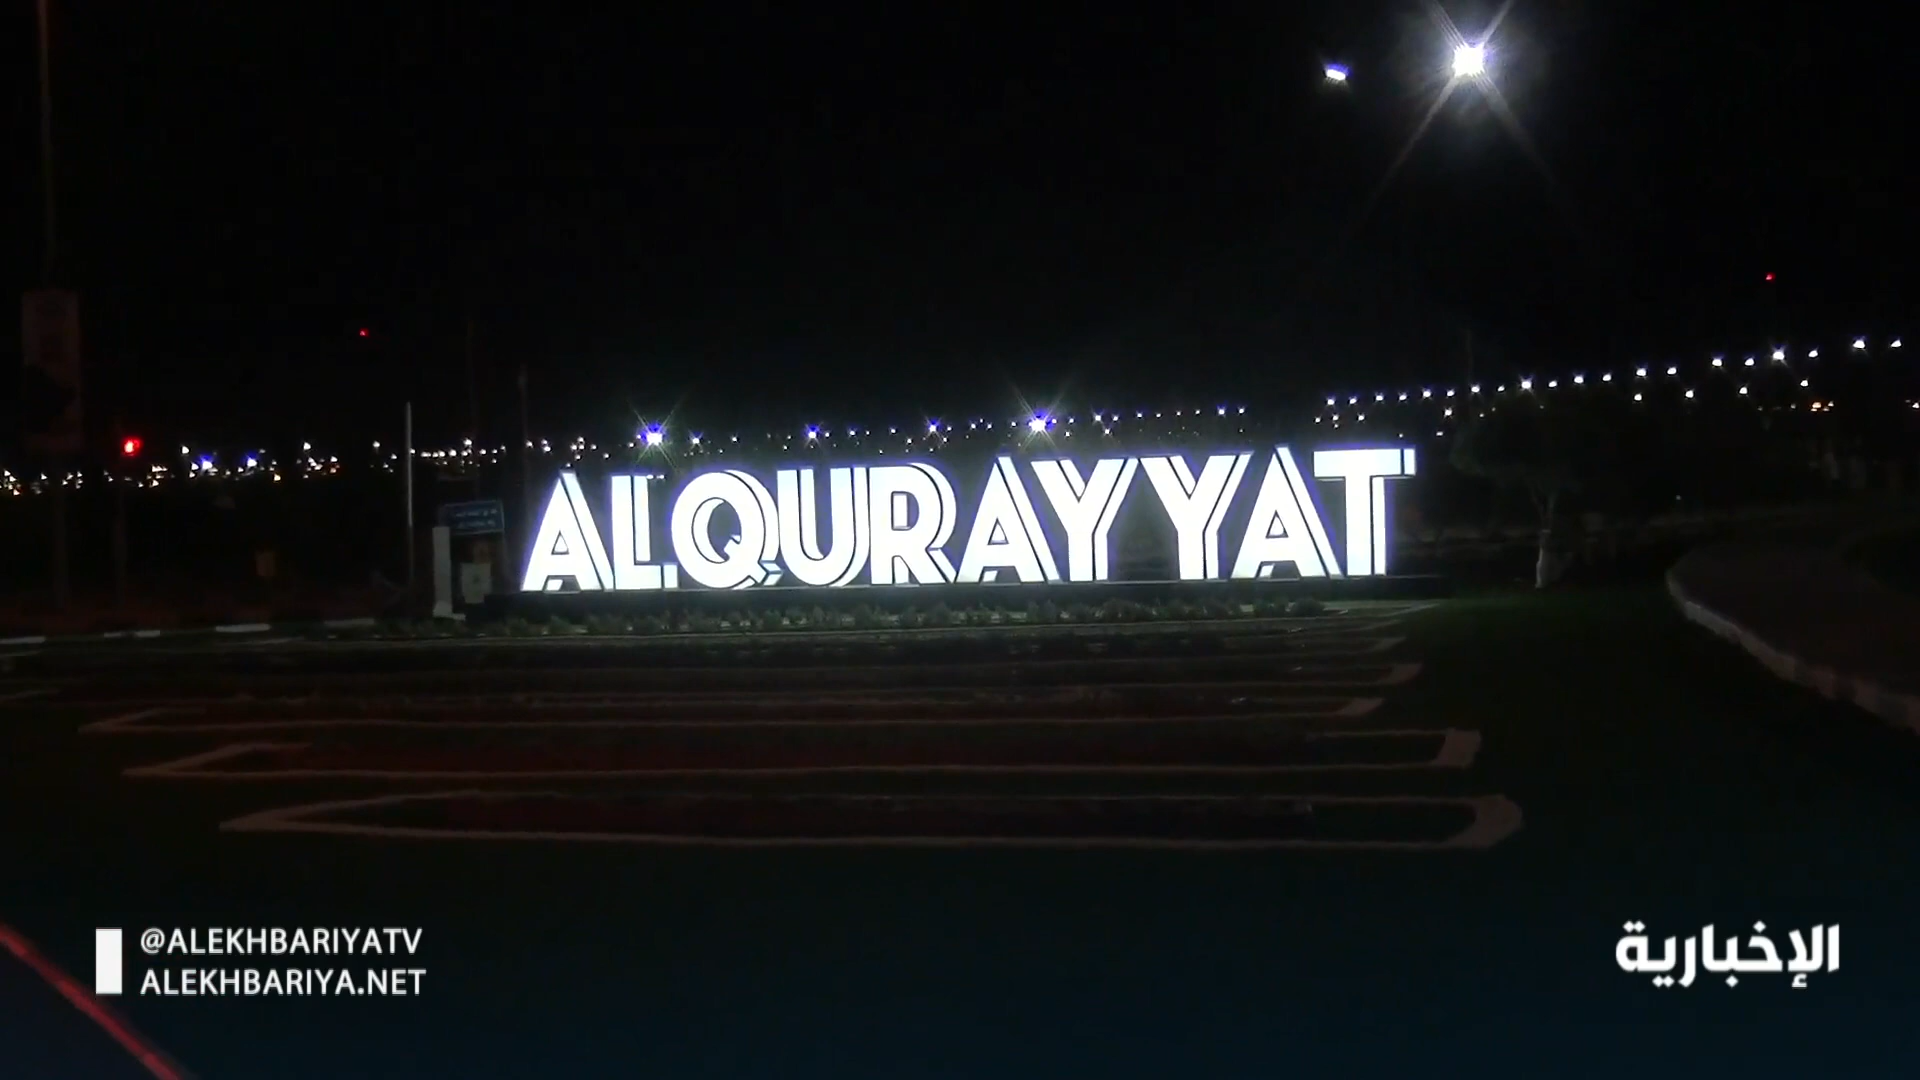 ALQURAYYAT
@ALEKHBARIYATV
ALEKHBARIYA.NET
الإخبارية